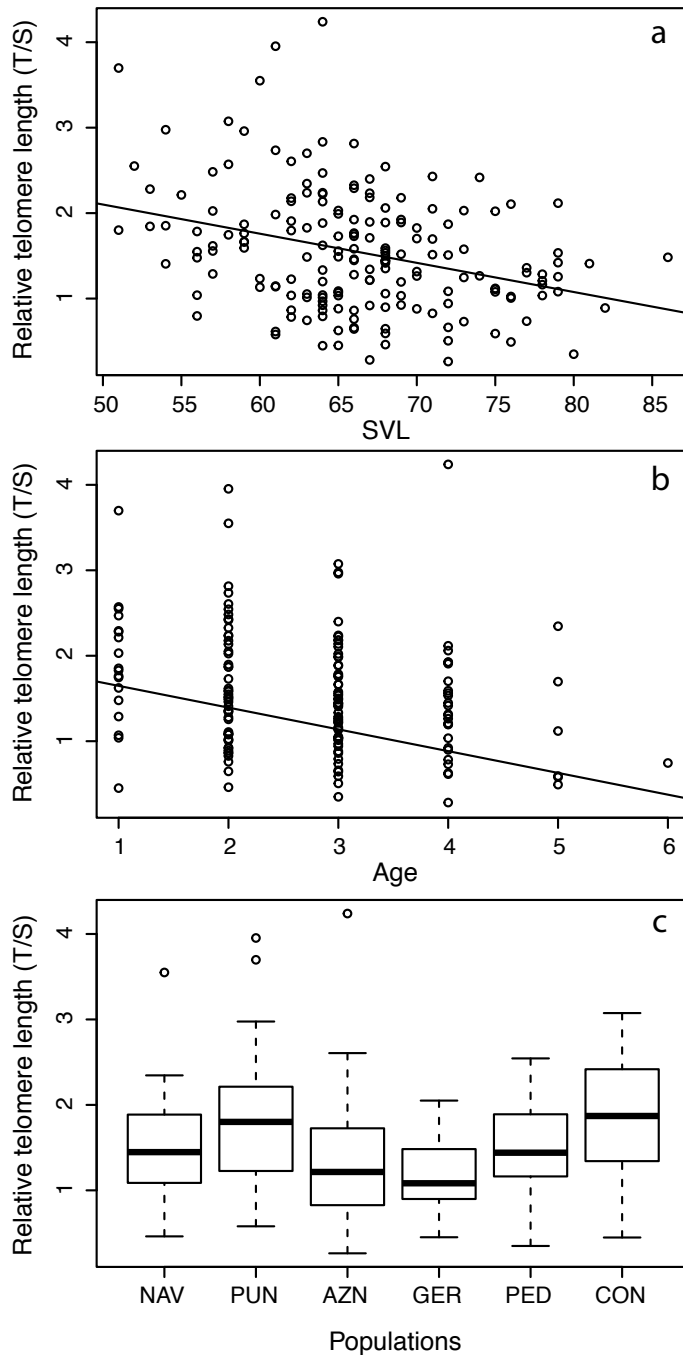 a
Relative telomere length (T/S)
4
3
2
1
50 55 60 65 70 75 80 85
SVL
b
Relative telomere length (T/S)
4
3
2
1
1 2 3 4 5 6
Age
c
Relative telomere length (T/S)
4
3
2
1
NAV PUN AZN GER PED CON
Populations